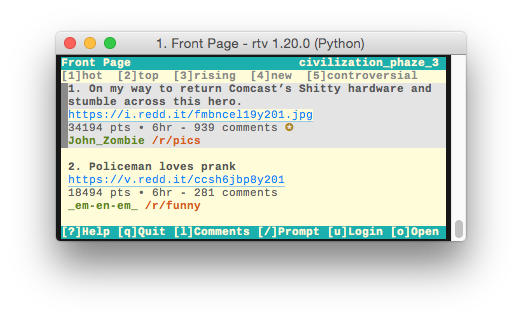 1. Front Page - rtv 1.20.0 (Python)
Front Page civilization_phaze_3
[1]hot [2]top [3]rising [4]new [5]controversial
1. On my way to return Comcast’s Shitty hardware and
stumble across this hero.
https://i.redd.it/fmbncel19y201.jpg
34194 pts • 6hr - 939 comments ✪
John_Zombie /r/pics
2. Policeman loves prank
https://v.redd.it/ccsh6jbp8y201
18494 pts • 6hr - 281 comments
_em-en-em_ /r/funny
[?]Help [q]Quit [l]Comments [/]Prompt [u]Login [o]Open